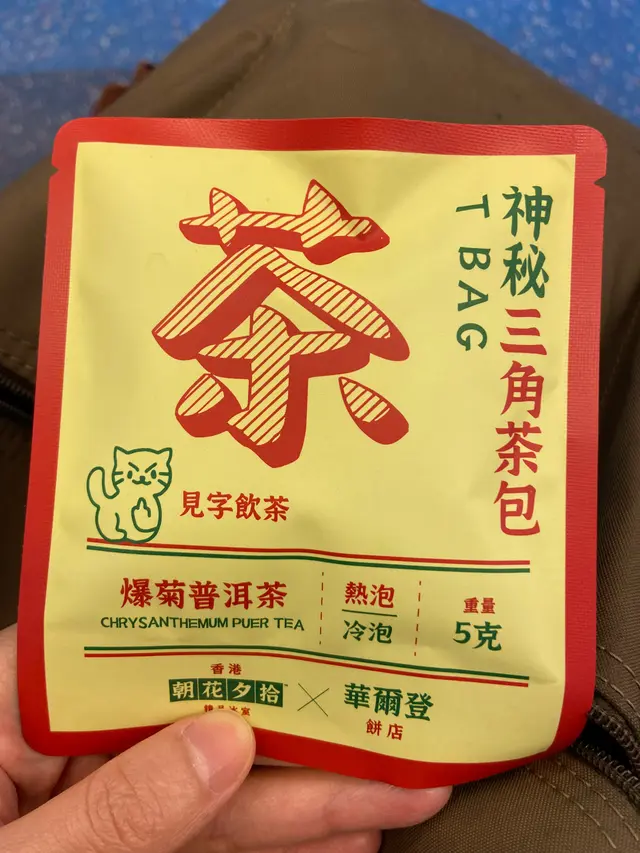 茶
神秘三角茶包
T BAG
見字飲茶
爆菊普洱茶
CHRYSANTHEMUM PUER TEA
熱泡
冷泡
重量
5克
香港
朝花夕拾
華爾登
餅店